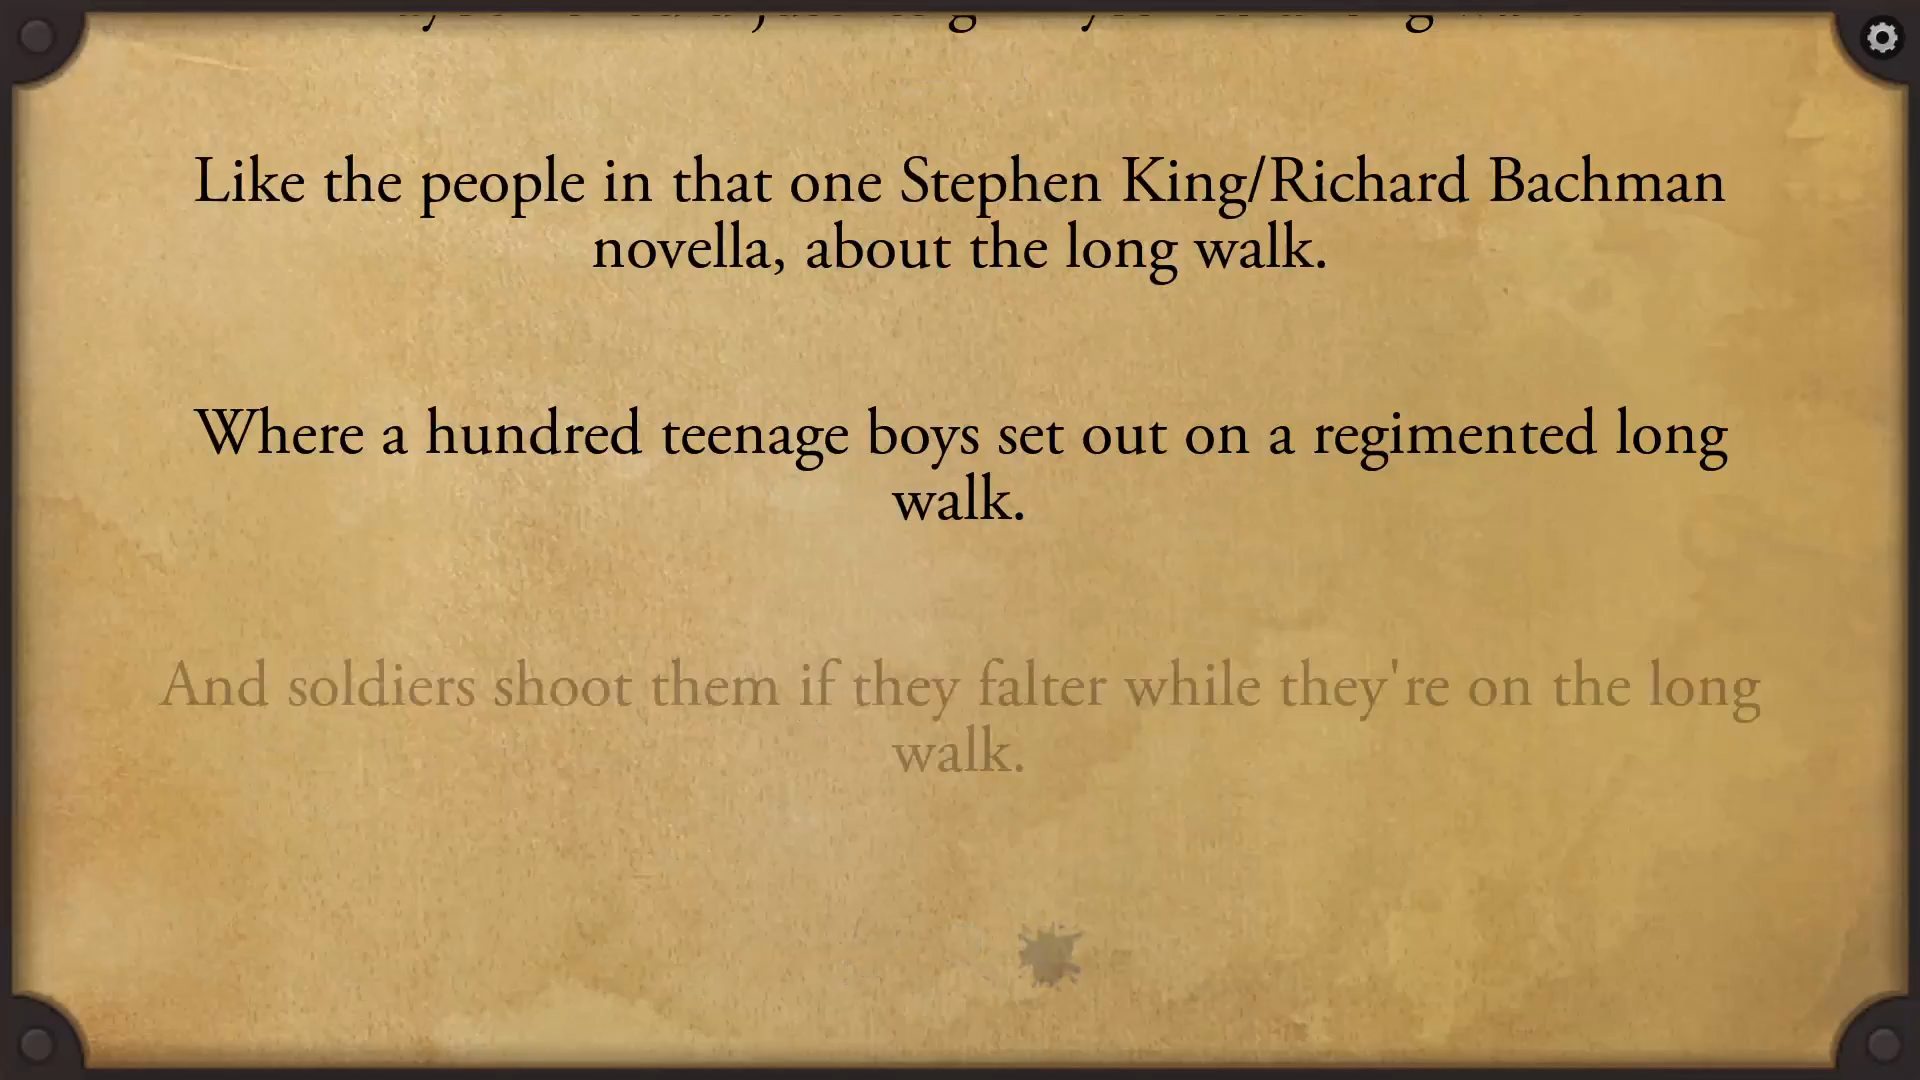 Like the people in that one Stephen King/Richard Bachman
novella, about the long walk.
Where a hundred teenage boys set out on a regimented long
walk.
And soldiers shoot them if they falter while they're on the long
walk.